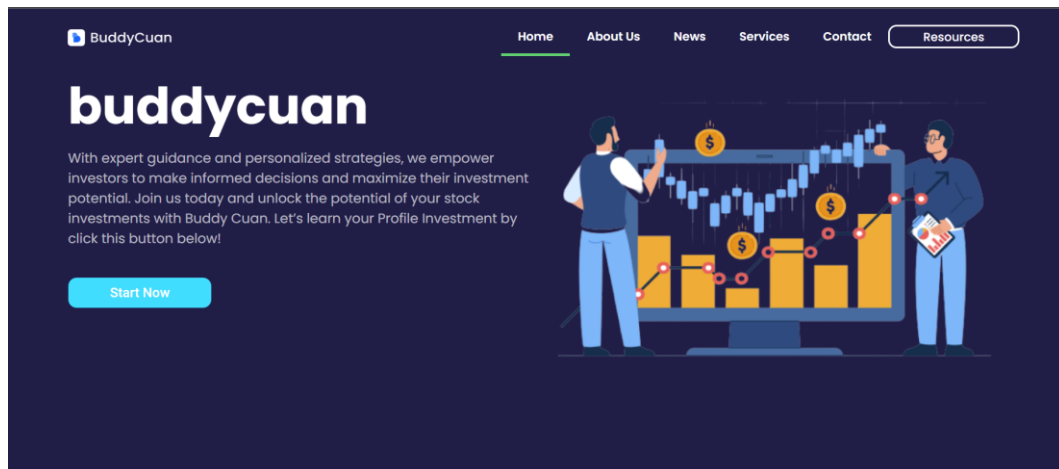 BuddyCuan
Home About Us News Services Contact Resources
buddycuan
With expert guidance and personalized strategies, we empower
investors to make informed decisions and maximize their investment
potential. Join us today and unlock the potential of your stock
investments with Buddy Cuan. Let's learn your Profile Investment by
click this button below!
Start Now
$
$
$